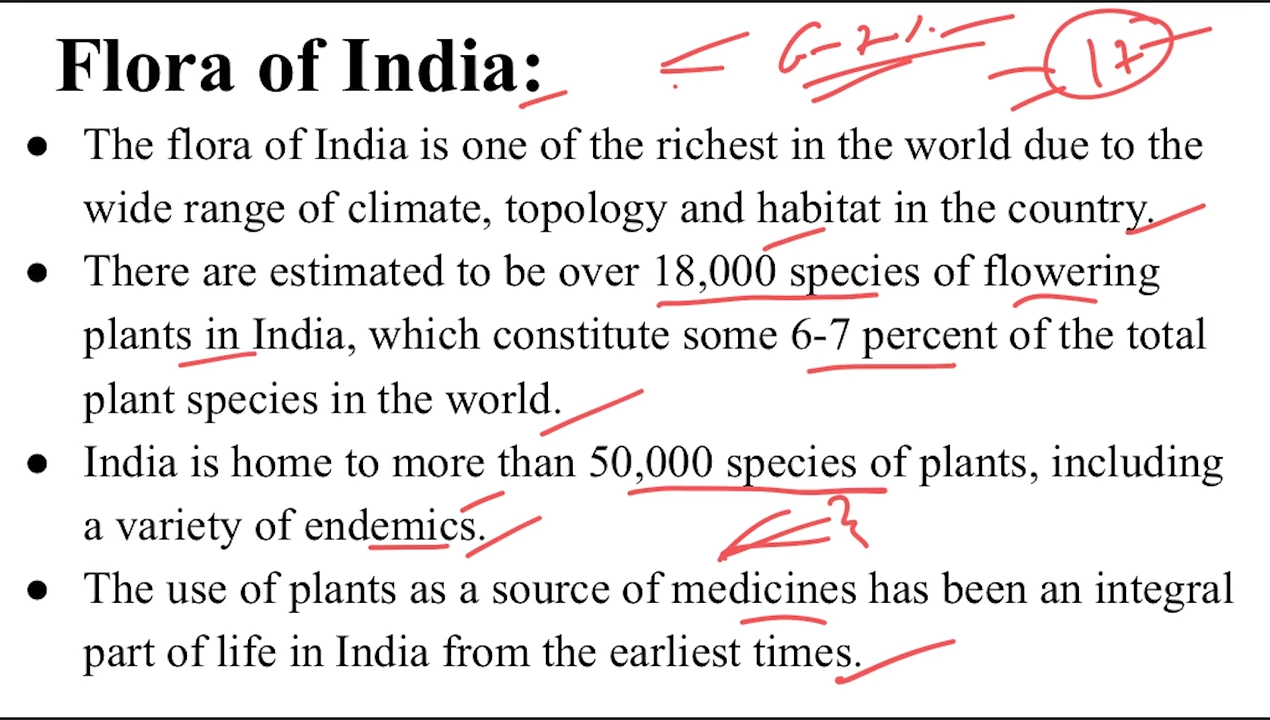 Flora of India:
6-7%
17
● The flora of India is one of the richest in the world due to the
wide range of climate, topology and habitat in the country.
● There are estimated to be over 18,000 species of flowering
plants in India, which constitute some 6-7 percent of the total
plant species in the world.
● India is home to more than 50,000 species of plants, including
a variety of endemics.
● The use of plants as a source of medicines has been an integral
part of life in India from the earliest times.